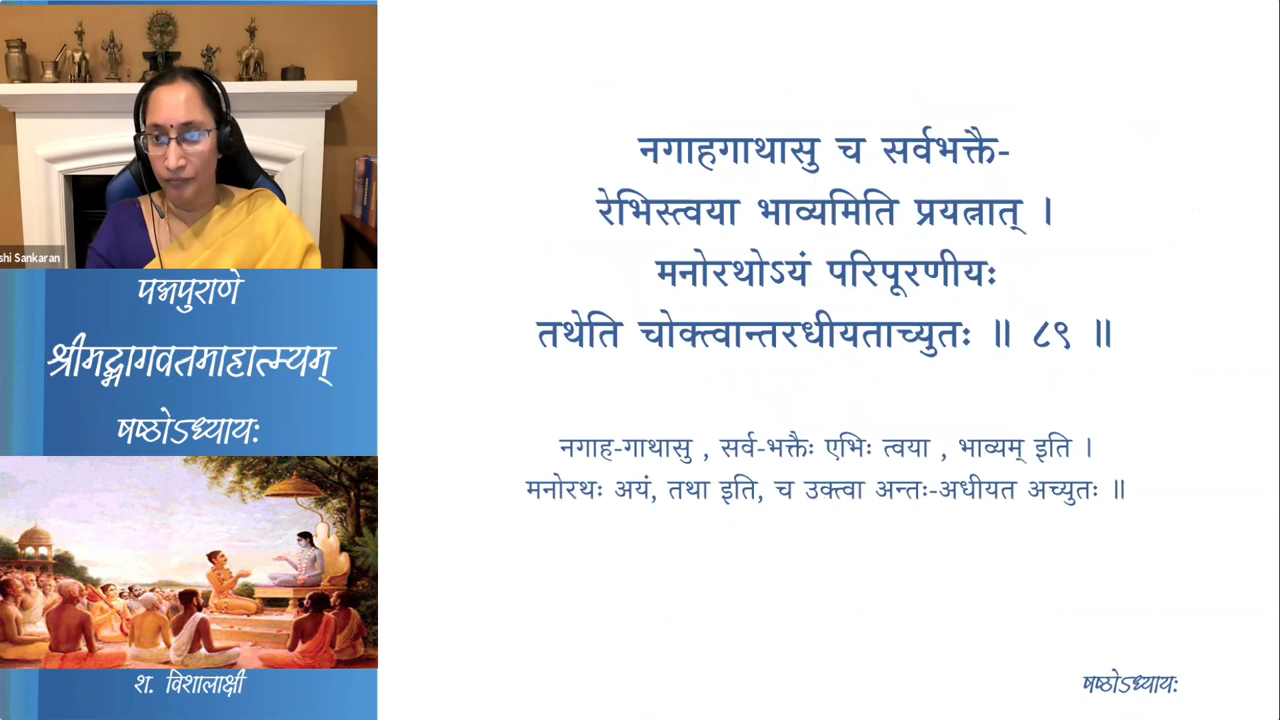 shi Sankaran
पद्मपुराणे
श्रीमद्भागवतमाहात्म्यम्
षष्ठोऽध्यायः
श. विशालाक्षी
नगाहगाथासु च सर्वभक्तै-
रेभिस्त्वया भाव्यमिति प्रयत्नात् ।
मनोरथोऽयं परिपूरणीयः
तथेति चोक्त्वान्तरधीयताच्युतः ॥ ८९ ॥
नगाह-गाथासु , सर्व-भक्तैः एभिः त्वया , भाव्यम् इति ।
मनोरथः अयं, तथा इति, च उक्त्वा अन्तः-अधीयत अच्युतः ॥
षष्ठोऽध्यायः